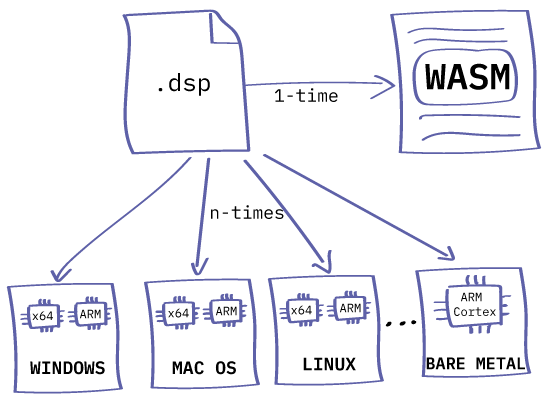 .dsp
1-time
WASM
n-times
x64 ARM
WINDOWS
x64 ARM
MAC OS
x64 ARM
LINUX
...
ARM
Cortex
BARE METAL